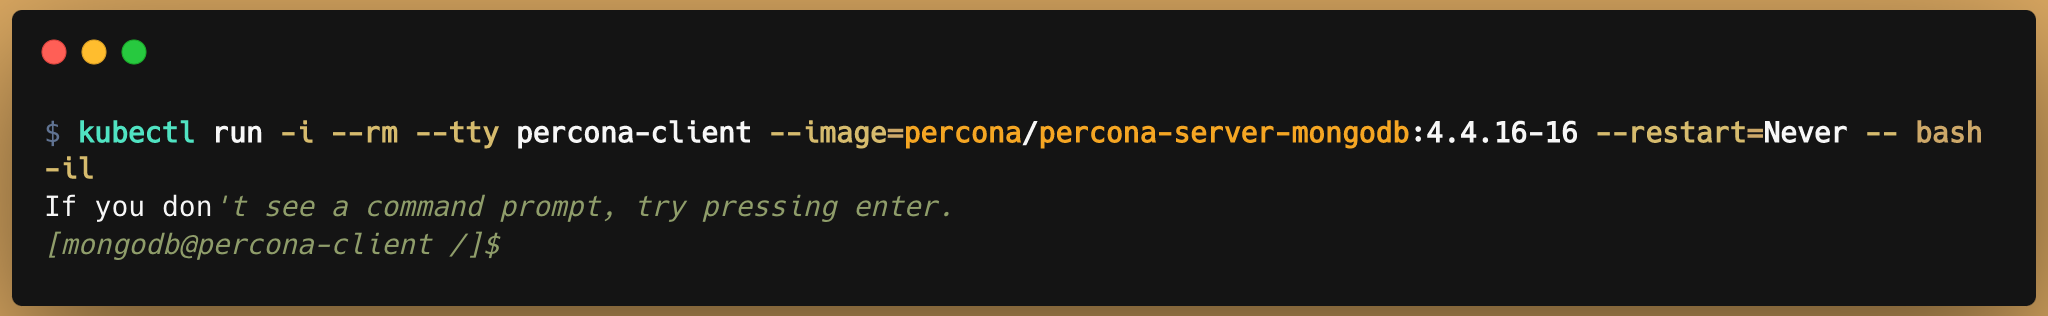 $ kubectl run -i --rm --tty percona-client --image=percona/percona-server-mongodb:4.4.16-16 --restart=Never -- bash
-il
If you don't see a command prompt, try pressing enter.
[mongodb@percona-client /]$